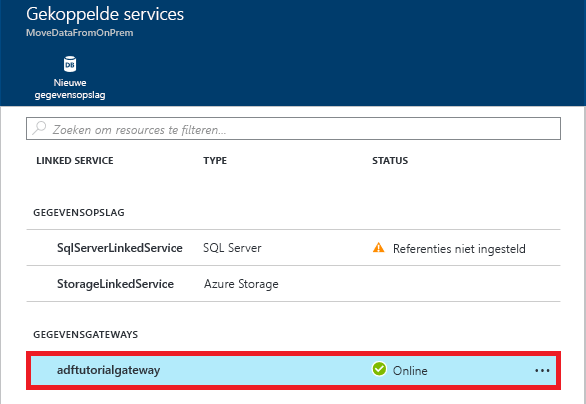 Gekoppelde services
MoveDataFromOnPrem
DB
Nieuwe
gegevensopslag
Zoeken om resources te filteren...
LINKED SERVICE TYPE STATUS
GEGEVENSOPSLAG
SqlServerLinkedService SQL Server Referenties niet ingesteld
StorageLinkedService Azure Storage
GEGEVENSGATEWAYS
adftutorialgateway Online ...